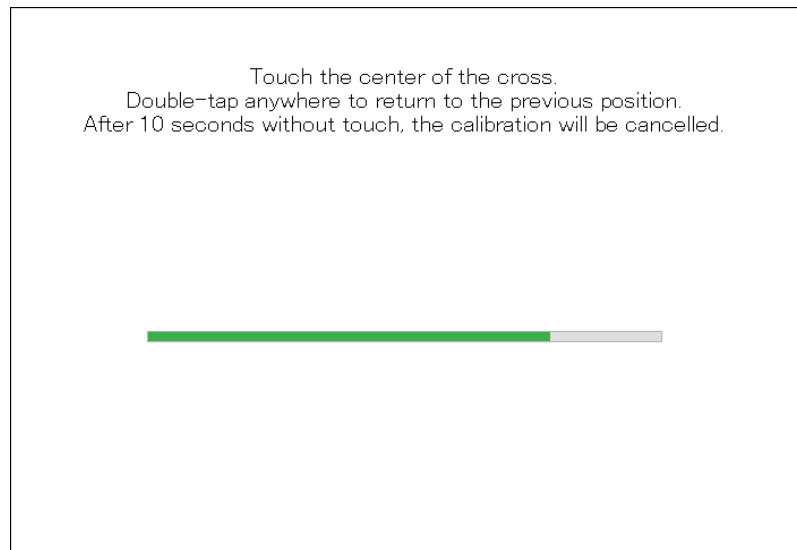 Touch the center of the cross.
Double-tap anywhere to return to the previous position.
After 10 seconds without touch, the calibration will be cancelled.